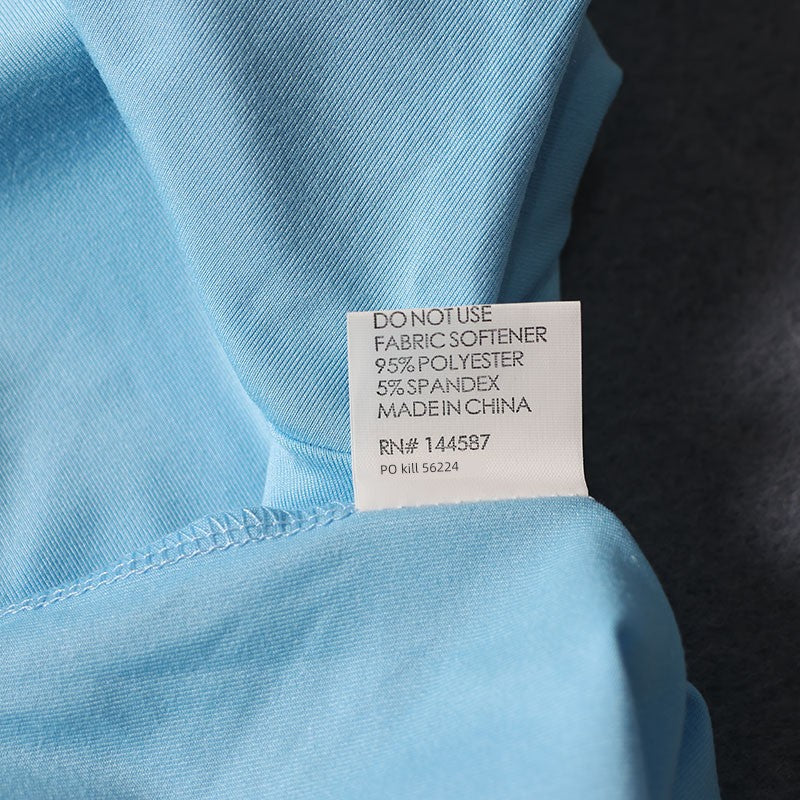 DO NOT USE
FABRIC SOFTENER
95% POLYESTER
5% SPANDEX
MADE IN CHINA
RN# 144587
PO kill 56224